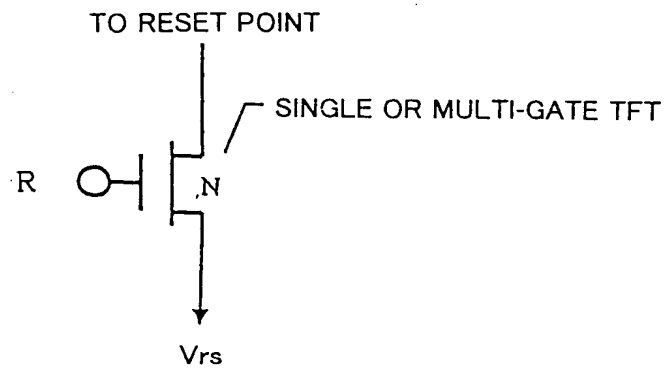 TO RESET POINT
SINGLE OR MULTI-GATE TFT
R
N
Vrs